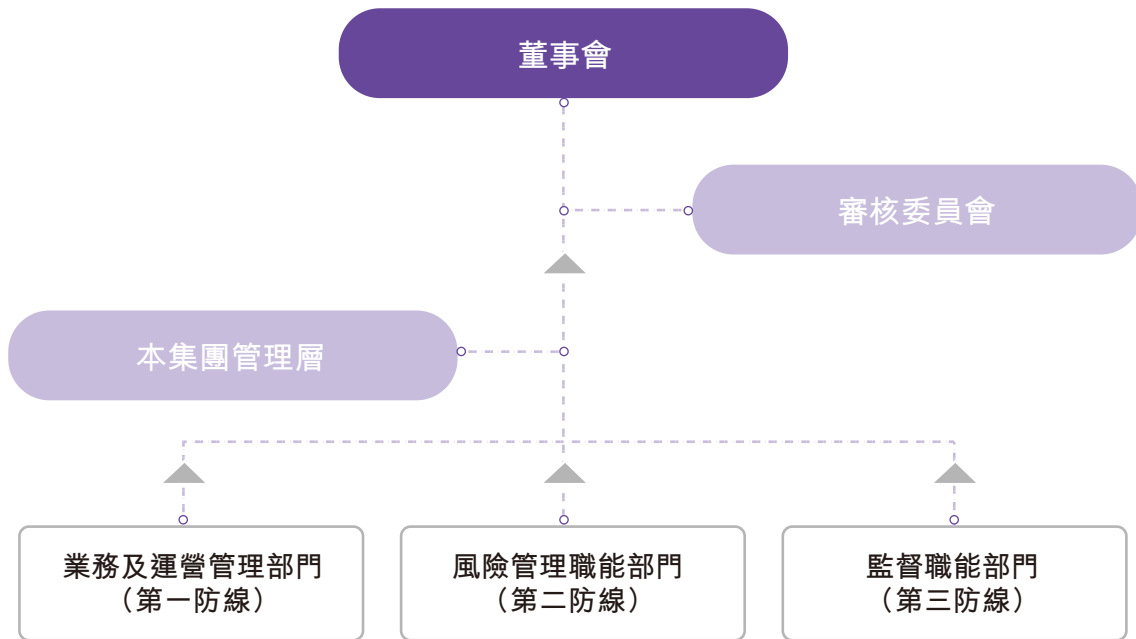 董事會
審核委員會
本集團管理層
業務及運營管理部門
（第一防線）
風險管理職能部門
（第二防線）
監督職能部門
（第三防線）